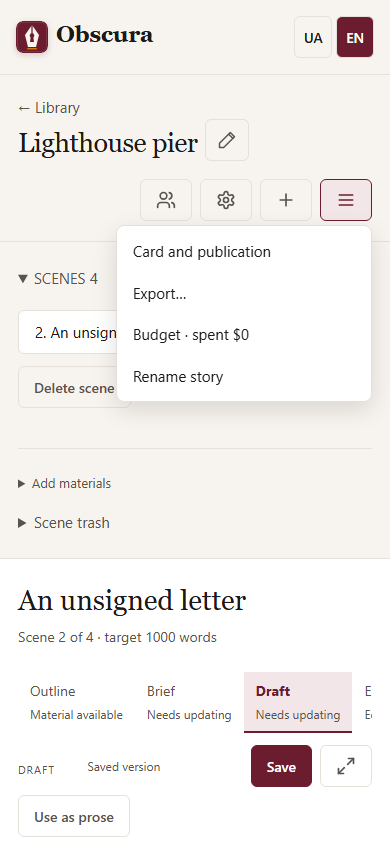 Obscura
UA
EN
← Library
Lighthouse pier
Card and publication
Export...
Budget · spent $0
Rename story
▼ SCENES 4
2. An unsign
Delete scene
▶ Add materials
▶ Scene trash
An unsigned letter
Scene 2 of 4 · target 1000 words
Outline
Material available
Brief
Needs updating
Draft
Needs updating
DRAFT
Saved version
Save
Use as prose